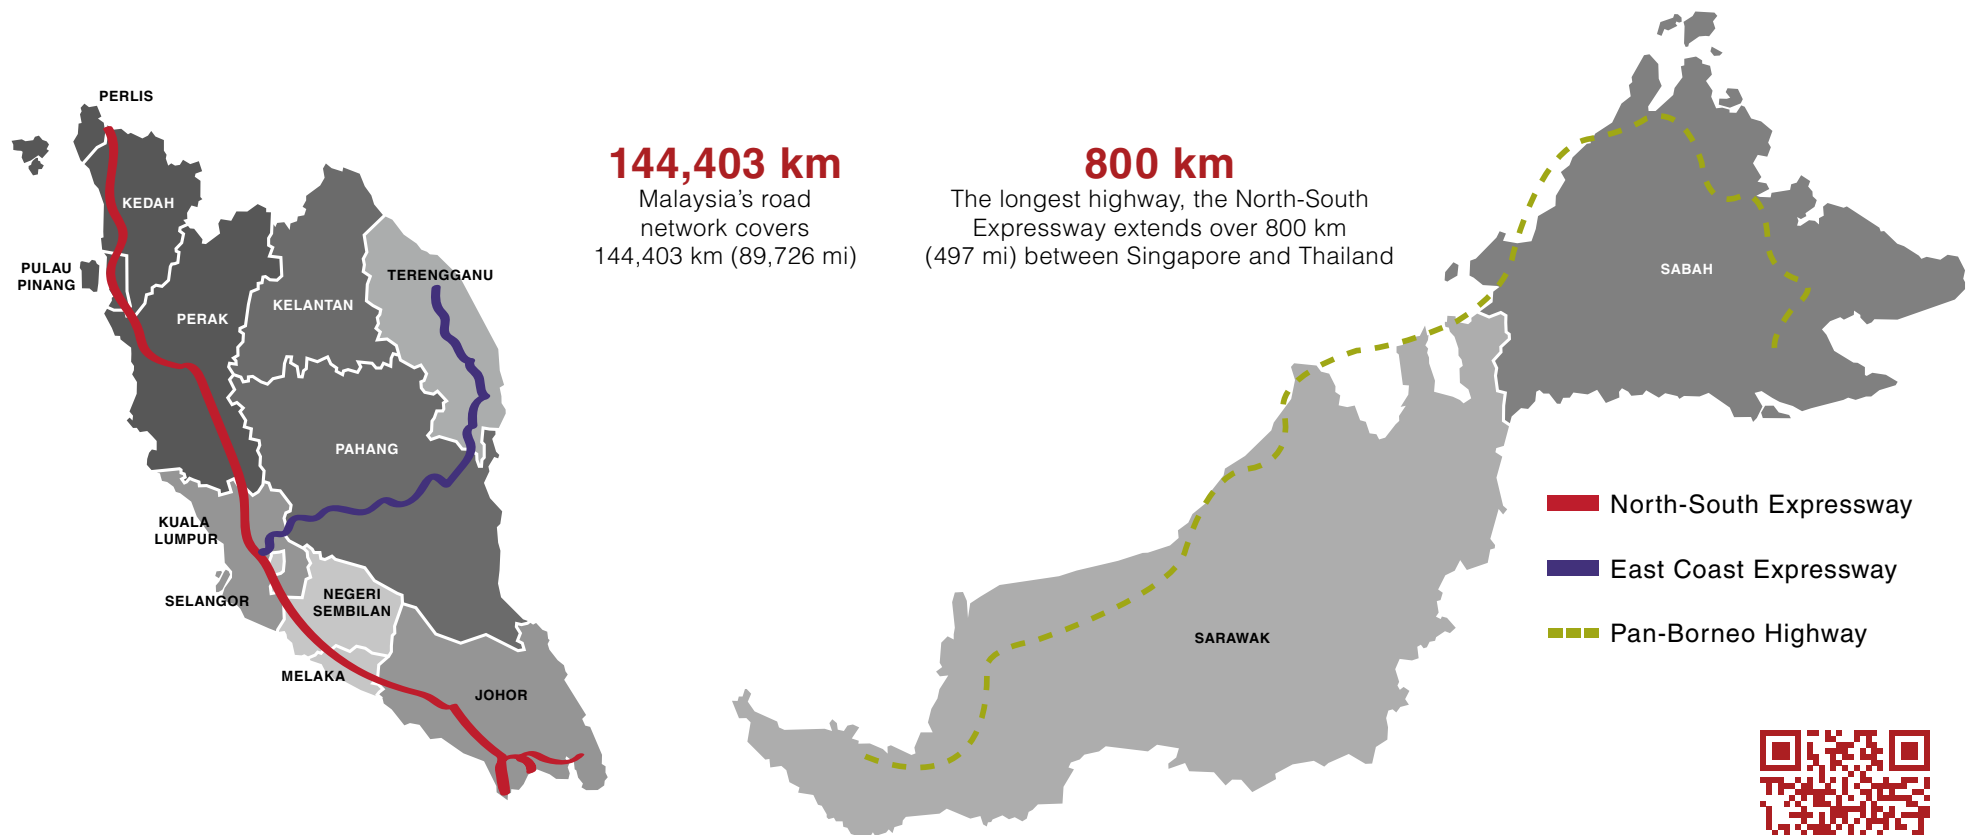 PERLIS
KEDAH
PULAU
PINANG
PERAK
KELANTAN
TERENGGANU
PAHANG
KUALA
LUMPUR
SELANGOR
NEGERI
SEMBILAN
MELAKA
JOHOR
144,403 km
Malaysia's road
network covers
144,403 km (89,726 mi)
800 km
The longest highway, the North-South
Expressway extends over 800 km
(497 mi) between Singapore and Thailand
SABAH
SARAWAK
North-South Expressway
East Coast Expressway
Pan-Borneo Highway